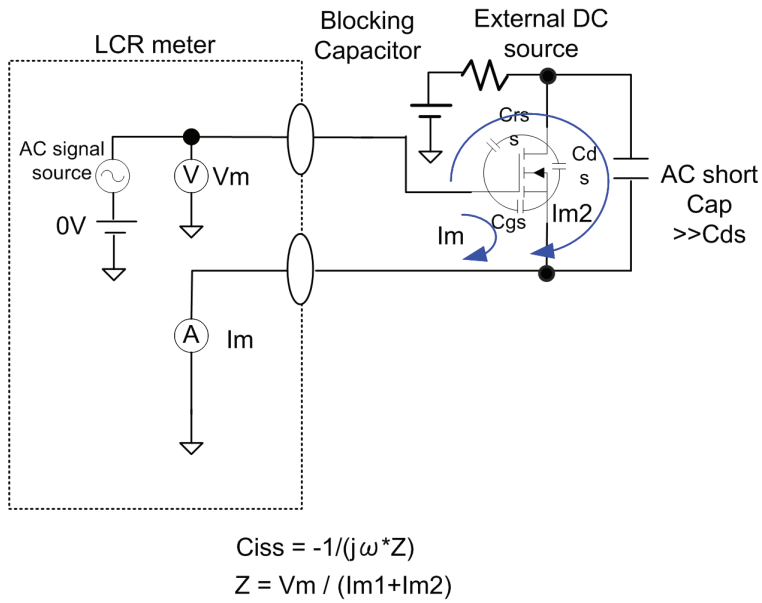 LCR meter
Blocking
Capacitor
External DC
source
AC signal
source
V
Vm
0V
Crs
s
Cd
s
Cgs
Im2
Im
AC short
Cap
>>Cds
A
Im
Ciss = -1/(jω*Z)
Z = Vm / (Im1+Im2)